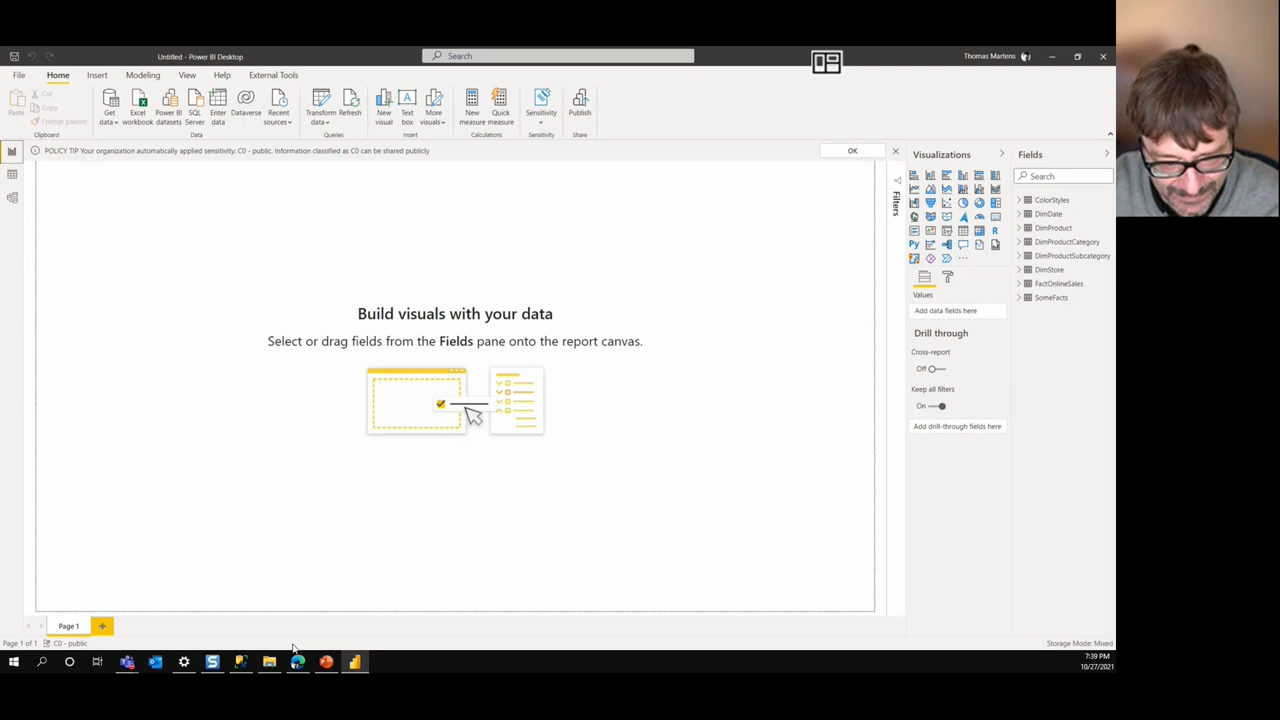 Untitled - Power BI Desktop
Search
Thomas Martens
File Home Insert Modeling View Help External Tools
Paste
Cut
Copy
Format painter
Clipboard
Get data
Excel workbook
Power BI datasets
SQL Server
Enter data
Dataverse
Recent sources
Data
Transform data
Refresh
Queries
New visual
Text box
More visuals
Insert
New measure
Quick measure
Calculations
Sensitivity
Sensitivity
Publish
Share
POLICY TIP Your organization automatically applied sensitivity: C0 - public. Information classified as C0 can be shared publicly
OK
Filters
Visualizations
R
Py
Values
Add data fields here
Drill through
Cross-report
Off
Keep all filters
On
Add drill-through fields here
Fields
Search
ColorStyles
DimDate
DimProduct
DimProductCategory
DimProductSubcategory
DimStore
FactOnlineSales
SomeFacts
Build visuals with your data
Select or drag fields from the Fields pane onto the report canvas.
Page 1
Page 1 of 1
C0 - public
Storage Mode: Mixed
7:39 PM
10/27/2021